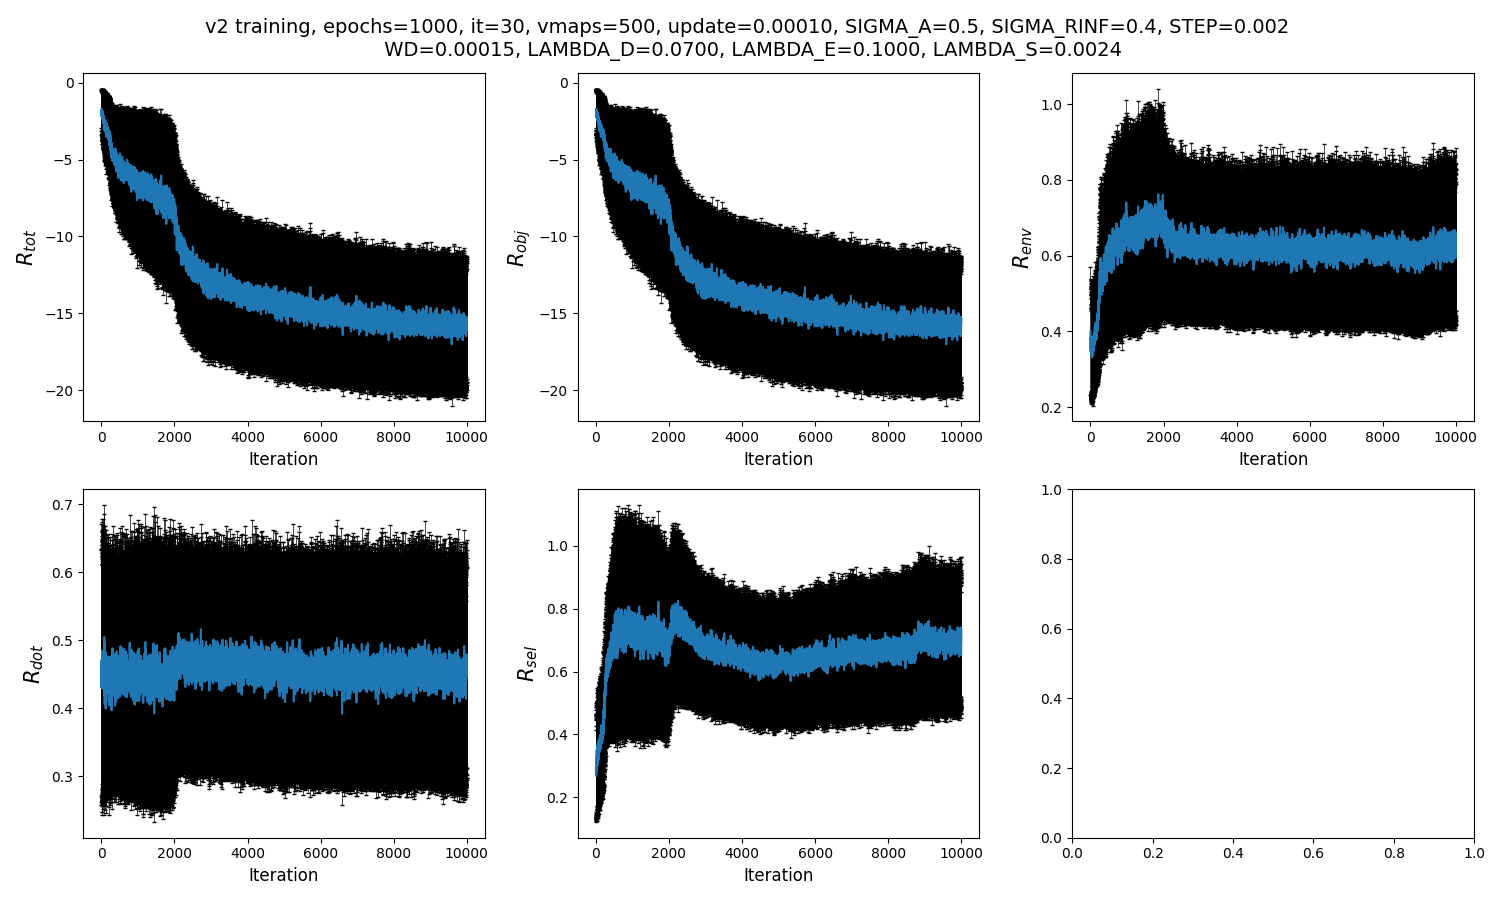 v2 training, epochs=1000, it=30, vmaps=500, update=0.00010, SIGMA_A=0.5, SIGMA_RINF=0.4, STEP=0.002
WD=0.00015, LAMBDA_D=0.0700, LAMBDA_E=0.1000, LAMBDA_S=0.0024
R_tot
0
−5
−10
−15
−20
0 2000 4000 6000 8000 10000
Iteration
R_obj
0
−5
−10
−15
−20
0 2000 4000 6000 8000 10000
Iteration
R_env
1.0
0.8
0.6
0.4
0.2
0 2000 4000 6000 8000 10000
Iteration
R_dot
0.7
0.6
0.5
0.4
0.3
0 2000 4000 6000 8000 10000
Iteration
R_sel
1.0
0.8
0.6
0.4
0.2
0 2000 4000 6000 8000 10000
Iteration
1.0
0.8
0.6
0.4
0.2
0.0
0.0 0.2 0.4 0.6 0.8 1.0